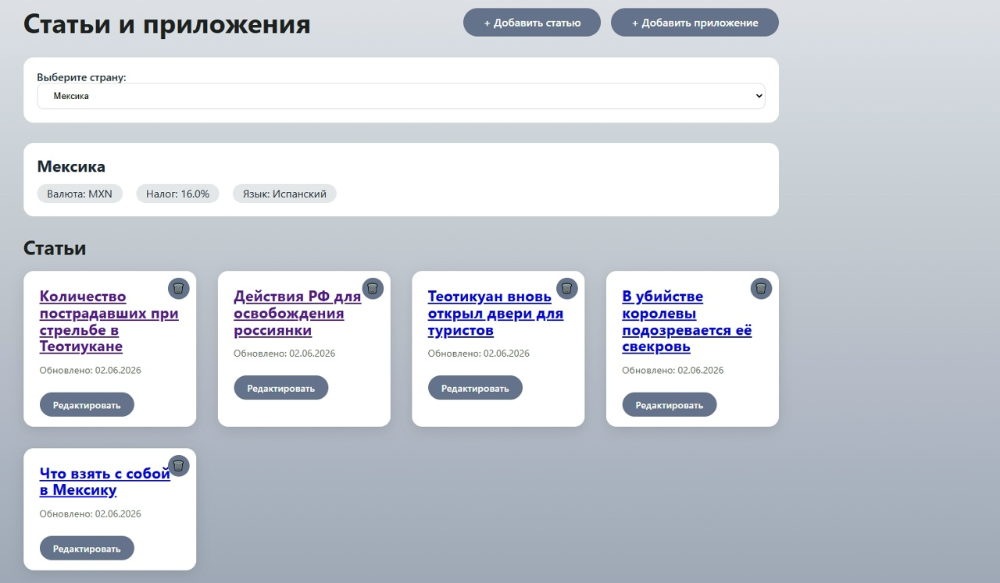 Статьи и приложения
+ Добавить статью
+ Добавить приложение
Выберите страну:
Мексика
Мексика
Валюта: MXN
Налог: 16.0%
Язык: Испанский
Статьи
Количество
пострадавших при
стрельбе в
Теотиукане
Обновлено: 02.06.2026
Редактировать
Действия РФ для
освобождения
россиянки
Обновлено: 02.06.2026
Редактировать
Теотикуан вновь
открыл двери для
туристов
Обновлено: 02.06.2026
Редактировать
В убийстве
королевы
подозревается её
свекровь
Обновлено: 02.06.2026
Редактировать
Что взять с собой
в Мексику
Обновлено: 02.06.2026
Редактировать